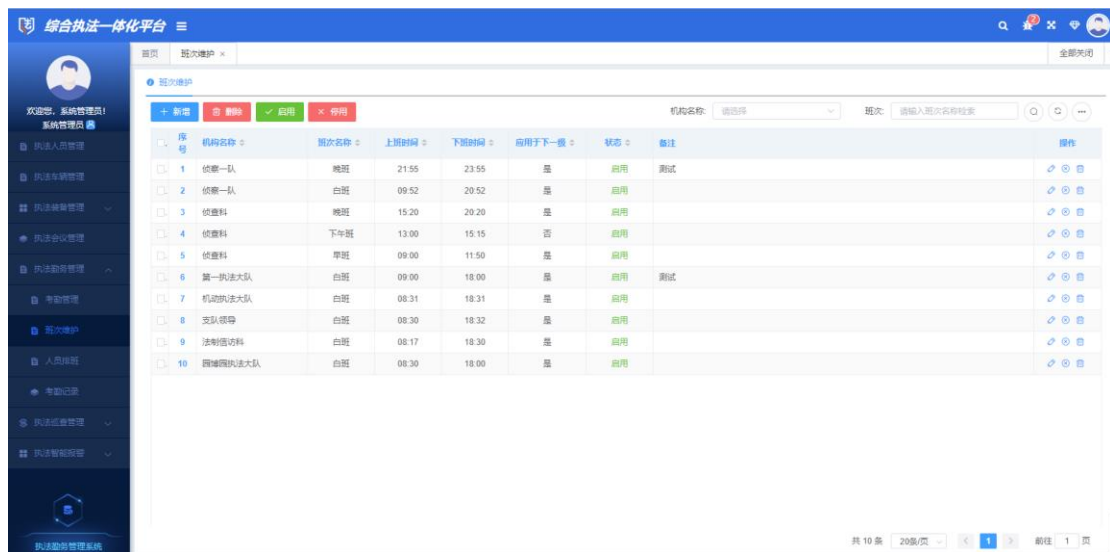 综合执法一体化平台
2
首页 班次维护 × 全部关闭
欢迎您，系统管理员！
系统管理员
执法人员管理
执法车辆管理
执法装备管理
执法会议管理
执法勤务管理
考勤管理
班次维护
人员排班
考勤记录
执法巡查管理
执法智能报警
执法勤务管理系统
班次维护
+ 新增 删除 ✓ 启用 × 停用 机构名称: 请选择 班次: 请输入班次名称检索
序号 机构名称 班次名称 上班时间 下班时间 应用于下一级 状态 备注 操作
1 侦察一队 晚班 21:55 23:55 是 启用 测试
2 侦察一队 白班 09:52 20:52 是 启用
3 侦查科 晚班 15:20 20:20 是 启用
4 侦查科 下午班 13:00 15:15 否 启用
5 侦查科 早班 09:00 11:50 是 启用
6 第一执法大队 白班 09:00 18:00 是 启用 测试
7 机动执法大队 白班 08:31 18:31 是 启用
8 支队领导 白班 08:30 18:32 是 启用
9 法制信访科 白班 08:17 18:30 是 启用
10 执法大队 白班 08:30 18:00 是 启用
共 10 条 20条/页 < 1 > 前往 1 页